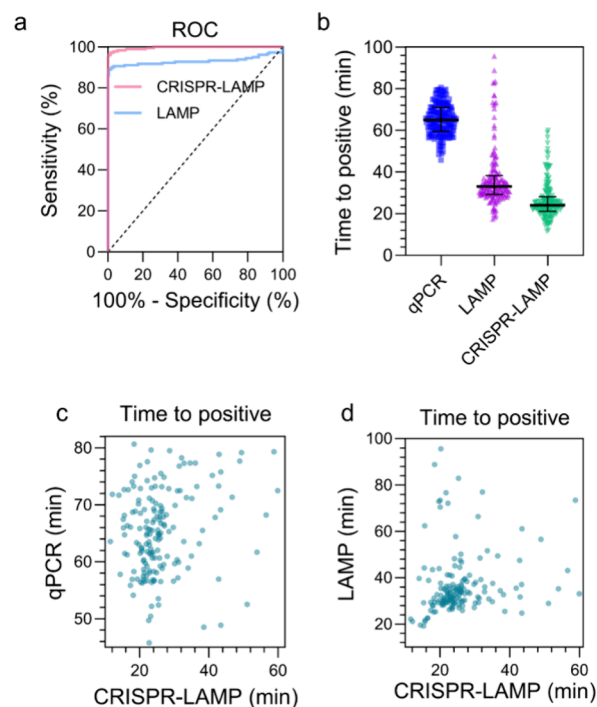 a
ROC
Sensitivity (%)
100
80
60
40
20
0
CRISPR-LAMP
LAMP
0 20 40 60 80 100
100% - Specificity (%)
b
Time to positive (min)
100
80
60
40
20
0
qPCR
LAMP
CRISPR-LAMP
c
Time to positive
qPCR (min)
80
70
60
50
20 40 60
CRISPR-LAMP (min)
d
Time to positive
LAMP (min)
100
80
60
40
20
20 40 60
CRISPR-LAMP (min)